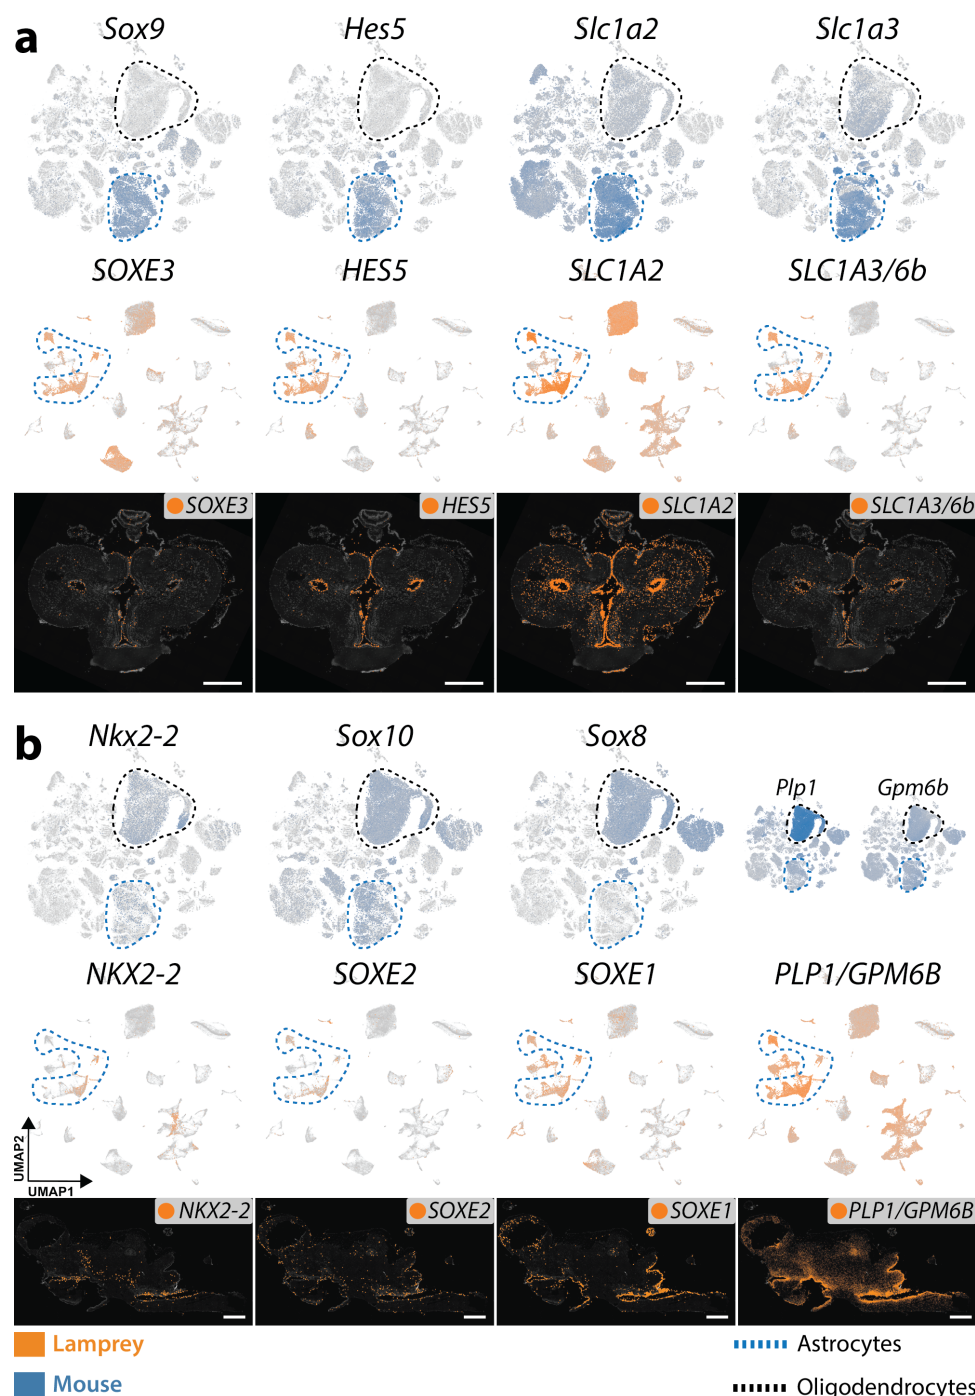 a
Sox9 Hes5 Slc1a2 Slc1a3
SOXE3 HES5 SLC1A2 SLC1A3/6b
SOXE3 HES5 SLC1A2 SLC1A3/6b
b
Nkx2-2 Sox10 Sox8
Plp1 Gpm6b
NKX2-2 SOXE2 SOXE1 PLP1/GPM6B
UMAP2
UMAP1
NKX2-2 SOXE2 SOXE1 PLP1/GPM6B
Lamprey Astrocytes
Mouse Oligodendrocytes